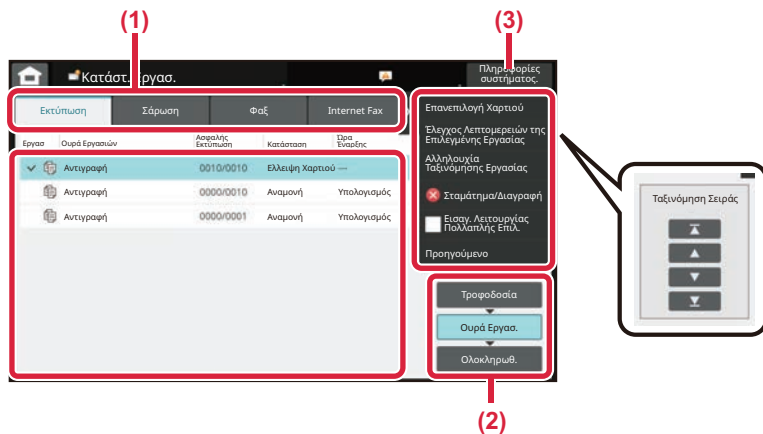 (1)
(3)
Κατάστ. Εργασ.
Πληροφορίες
συστήματος.
Εκτύπωση
Σάρωση
Φαξ
Internet Fax
Εργασ
Ουρά Εργασιών
Ασφαλής
Εκτύπωση
Κατάσταση
Ώρα
Έναρξης
Αντιγραφή
0010/0010
Ελλειψη Χαρτιού —
Αντιγραφή
0000/0010
Αναμονή
Υπολογισμός
Αντιγραφή
0000/0001
Αναμονή
Υπολογισμός
Επανεπιλογή Χαρτιού
Έλεγχος Λεπτομερειών της
Επιλεγμένης Εργασίας
Αλληλουχία
Ταξινόμησης Εργασίας
Σταμάτημα/Διαγραφή
Εισαγ. Λειτουργίας
Πολλαπλής Επιλ.
Προηγούμενο
Τροφοδοσία
Ουρά Εργασ.
Ολοκληρωθ.
(2)
Ταξινόμηση Σειράς